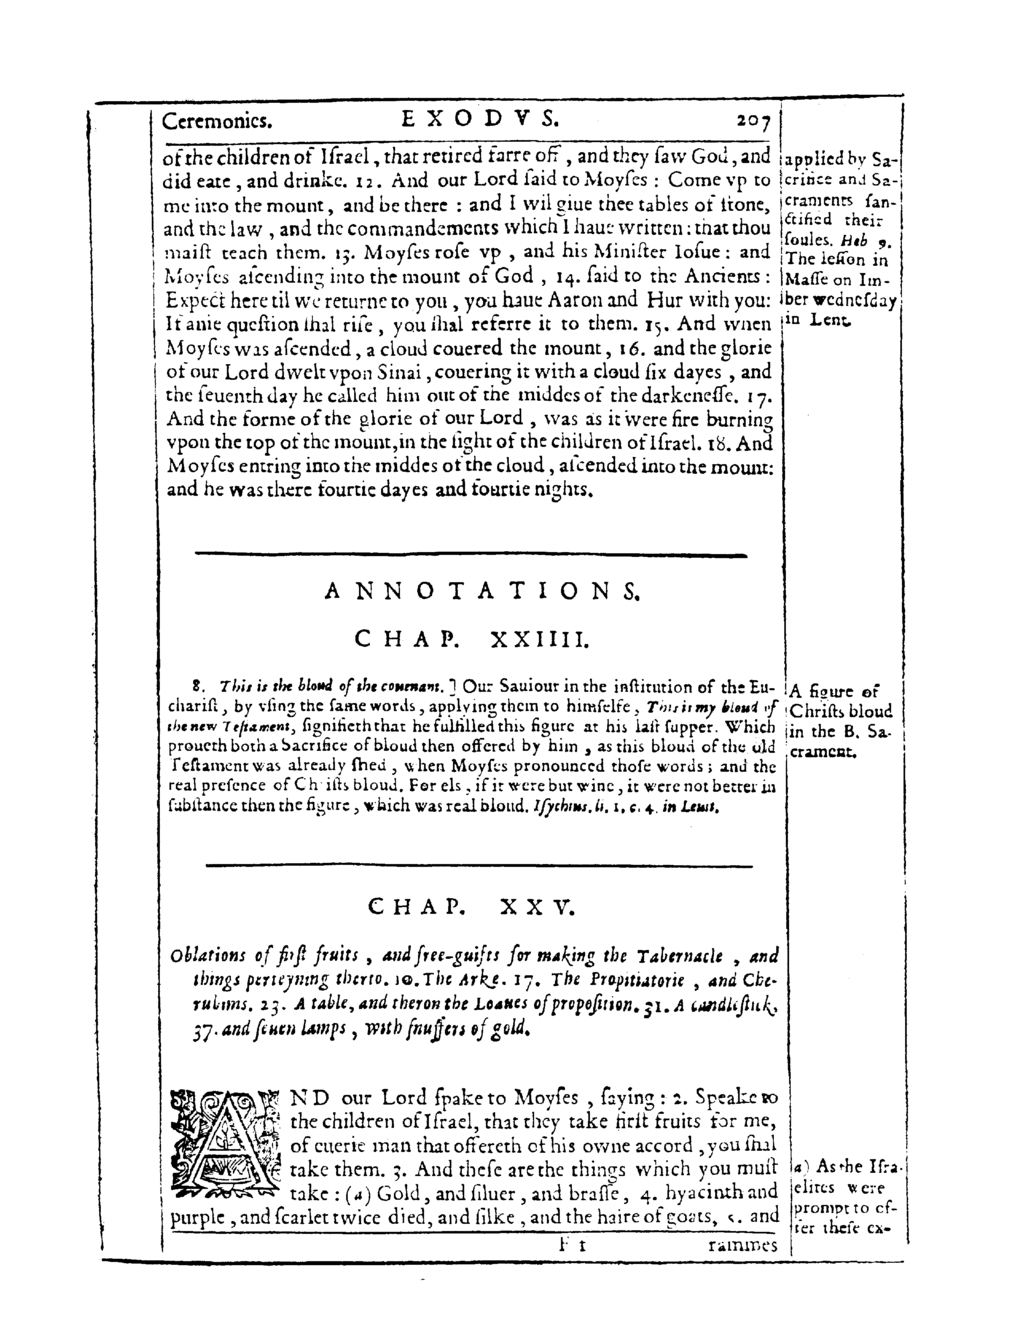 Ceremonies. EXODVS. 207
of the children of Iſrael, that retired farre off, and they ſaw God, and
did eate, and drinke. 12. And our Lord ſaid to Moyſes : Come vp to
me into the mount, and be there : and I wil giue thee tables of ſtone,
and the law, and the commandements which I haue written : that thou
maiſt teach them. 13. Moyſes roſe vp, and his Miniſter Ioſue : and
Moyſes aſcending into the mount of God, 14. ſaid to the Ancients :
Expect here til we returne to you, you haue Aaron and Hur with you:
If anie queſtion ſhal riſe, you ſhal referre it to them. 15. And when
Moyſes was aſcended, a cloud couered the mount, 16. and the glorie
of our Lord dwelt vpon Sinai, couering it with a cloud ſix dayes, and
the ſeuenth day he called him out of the middes of the darkeneſſe. 17.
And the forme of the glorie of our Lord, was as it were fire burning
vpon the top of the mount, in the ſight of the children of Iſrael. 18. And
Moyſes entring into the middes of the cloud, aſcended into the mount:
and he was there fourtie dayes and fourtie nights.
applied by Sa-
crifice and Sa-
craments ſan-
ctified their
ſoules. Heb 9.
The leſſon in
Maſſe on Im-
ber wedneſday
in Lent.
ANNOTATIONS.
CHAP. XXIIII.
8. This is the bloud of the couenant. ] Our Sauiour in the inſtitution of the Eu-
chariſt, by vſing the ſame words, applying them to himſelfe, This is my bloud of
the new Teſtament, ſignifieth that he fulfilled this figure at his laſt ſupper. Which
proueth both a Sacrifice of bloud then offered by him, as this bloud of the old
Teſtament was already ſhed, when Moyſes pronounced thoſe words; and the
real preſence of Chriſts bloud. For els, if it were but wine, it were not better in
ſubſtance then the figure, which was real bloud. Iſychius. li. 1. c. 4. in Leuit.
A figure of
Chriſts bloud
in the B. Sa-
crament.
CHAP. XXV.
Oblations of firſt fruits, and free-guifts for making the Tabernacle, and
things perteyning therto. 10. The Arke. 17. The Propitiatorie, and Che-
rubims. 23. A table, and theron the Loaues of propoſition. 31. A candleſtick,
37. and ſeuen lamps, with ſnuffers of gold.
AND our Lord ſpake to Moyſes, ſaying : 2. Speake to
the children of Iſrael, that they take firſt fruits for me,
of euerie man that offereth of his owne accord, you ſhal
take them. 3. And theſe are the things which you muſt
take : (a) Gold, and ſiluer, and braſſe, 4. hyacinth and
purple, and ſcarlet twice died, and ſilke, and the haire of goats, 5. and
a) As the Iſra-
elites were
prompt to of-
fer theſe ex-
F f rammes